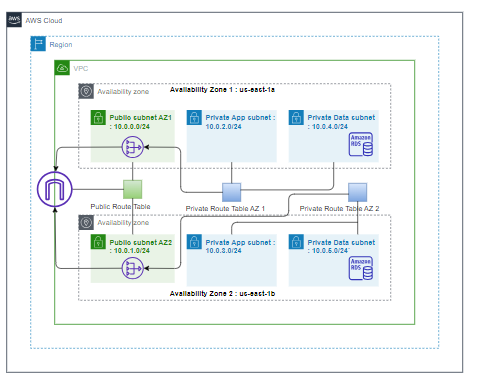 aws AWS Cloud
Region
VPC
Availability zone
Availability Zone 1 : us-east-1a
Public subnet AZ1
: 10.0.0.0/24
Private App subnet :
10.0.2.0/24
Private Data subnet
: 10.0.4.0/24
Amazon
RDS
Public Route Table
Private Route Table AZ 1
Private Route Table AZ 2
Availability zone
Public subnet AZ2
: 10.0.1.0/24
Private App subnet :
10.0.3.0/24
Private Data subnet
: 10.0.5.0/24
Amazon
RDS
Availability Zone 2 : us-east-1b